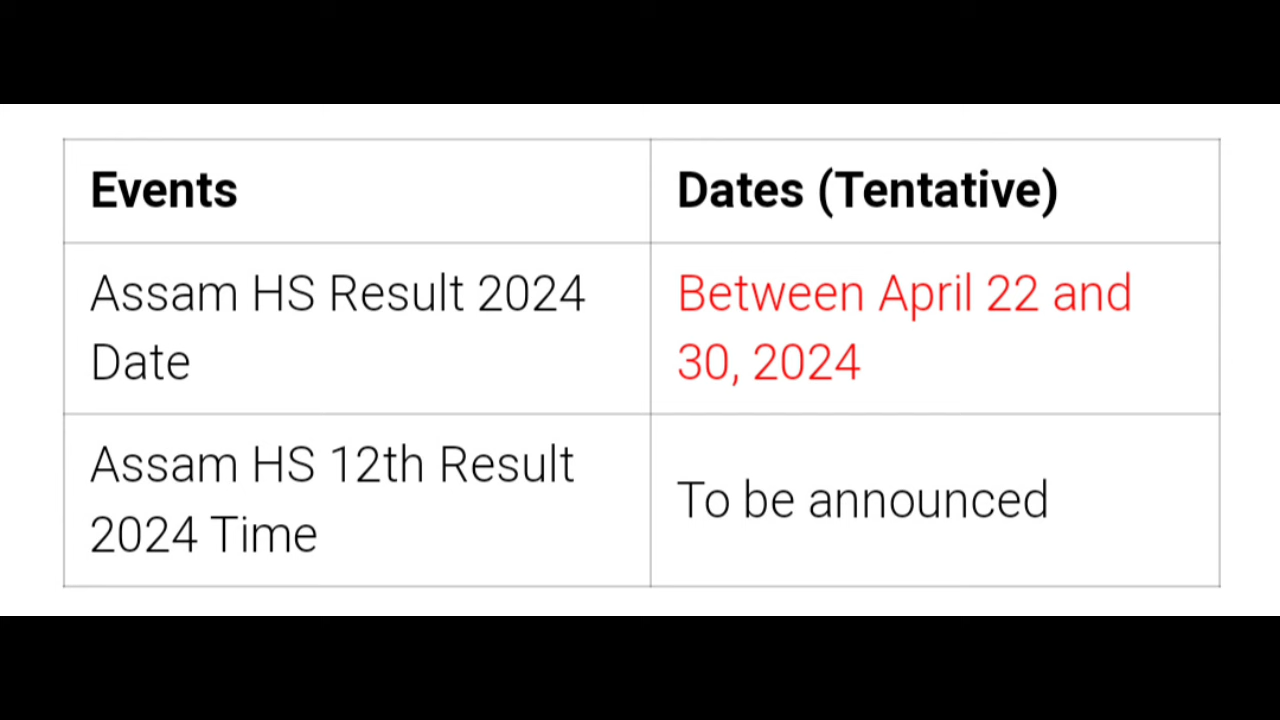 Events
Dates (Tentative)
Assam HS Result 2024
Date
Between April 22 and
30, 2024
Assam HS 12th Result
2024 Time
To be announced